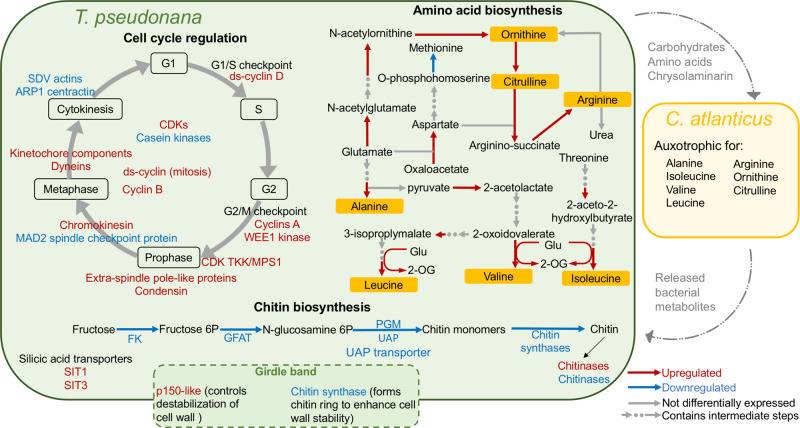 T. pseudonana
Cell cycle regulation
G1
G1/S checkpoint
ds-cyclin D
SDV actins
ARP1 centractin
Cytokinesis
S
CDKs
Casein kinases
Kinetochore components
Dyneins
ds-cyclin (mitosis)
Cyclin B
Metaphase
G2
G2/M checkpoint
Cyclins A
WEE1 kinase
Chromokinesin
MAD2 spindle checkpoint protein
Prophase
CDK TKK/MPS1
Extra-spindle pole-like proteins
Condensin
Amino acid biosynthesis
N-acetylornithine
Ornithine
Methionine
O-phosphohomoserine
Citrulline
Arginine
N-acetylglutamate
Aspartate
Urea
Arginino-succinate
Glutamate
Oxaloacetate
Threonine
pyruvate
2-acetolactate
Alanine
2-aceto-2-
hydroxylbutyrate
3-isopropylmalate
2-oxidovalerate
Glu
2-OG
Glu
2-OG
Leucine
Valine
Isoleucine
Chitin biosynthesis
Fructose
FK
Fructose 6P
GFAT
N-glucosamine 6P
PGM
UAP
UAP transporter
Chitin monomers
Chitin
synthases
Chitin
Chitinases
Chitinases
Silicic acid transporters
SIT1
SIT3
Girdle band
p150-like (controls
destabilization of
cell wall )
Chitin synthase (forms
chitin ring to enhance cell
wall stability)
Carbohydrates
Amino acids
Chrysolaminarin
C. atlanticus
Auxotrophic for:
Alanine
Isoleucine
Valine
Leucine
Arginine
Ornithine
Citrulline
Released
bacterial
metabolites
Upregulated
Downregulated
Not differentially expressed
Contains intermediate steps